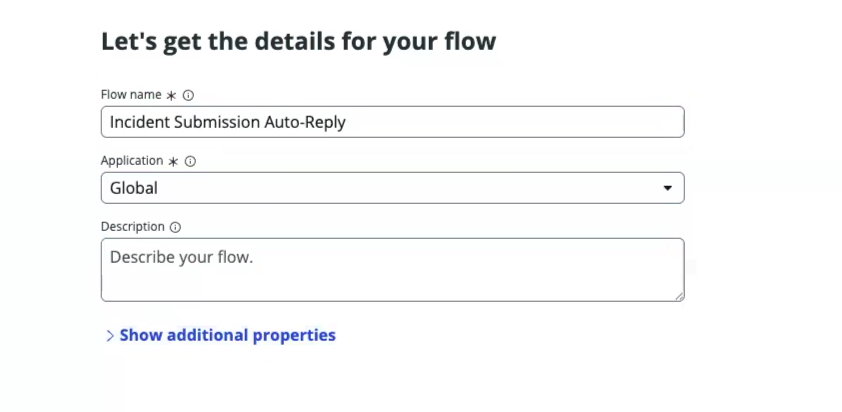 Let's get the details for your flow
Flow name *
Incident Submission Auto-Reply
Application *
Global
Description
Describe your flow.
Show additional properties